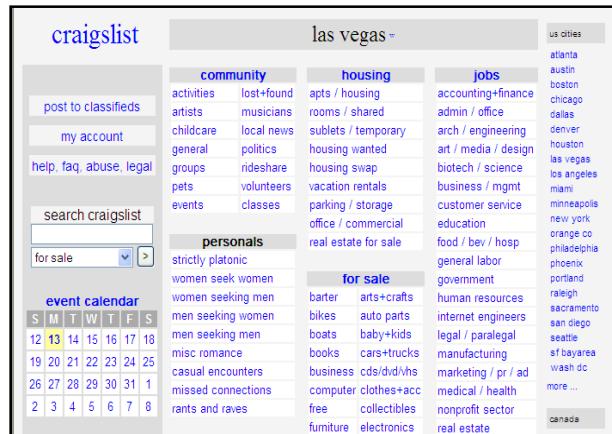 craigslist
post to classifieds
my account
help, faq, abuse, legal
search craigslist
for sale
>
event calendar
S M T W T F S
12 13 14 15 16 17 18
19 20 21 22 23 24 25
26 27 28 29 30 31 1
2 3 4 5 6 7 8
las vegas w
community
activities lost+found
artists musicians
childcare local news
general politics
groups rideshare
pets volunteers
events classes
personals
strictly platonic
women seek women
women seeking men
men seeking women
men seeking men
misc romance
casual encounters
missed connections
rants and raves
housing
apts / housing
rooms / shared
sublets / temporary
housing wanted
housing swap
vacation rentals
parking / storage
office / commercial
real estate for sale
for sale
barter arts+crafts
bikes auto parts
boats baby+kids
books cars+trucks
business cds/dvd/vhs
computer clothes+acc
free collectibles
furniture electronics
jobs
accounting+finance
admin / office
arch / engineering
art / media / design
biotech / science
business / mgmt
customer service
education
food / bev / hosp
general labor
government
human resources
internet engineers
legal / paralegal
manufacturing
marketing / pr / ad
medical / health
nonprofit sector
real estate
us cities
atlanta
austin
boston
chicago
dallas
denver
houston
las vegas
los angeles
miami
minneapolis
new york
orange co
philadelphia
phoenix
portland
raleigh
sacramento
san diego
seattle
sf bayarea
wash dc
more ...
canada